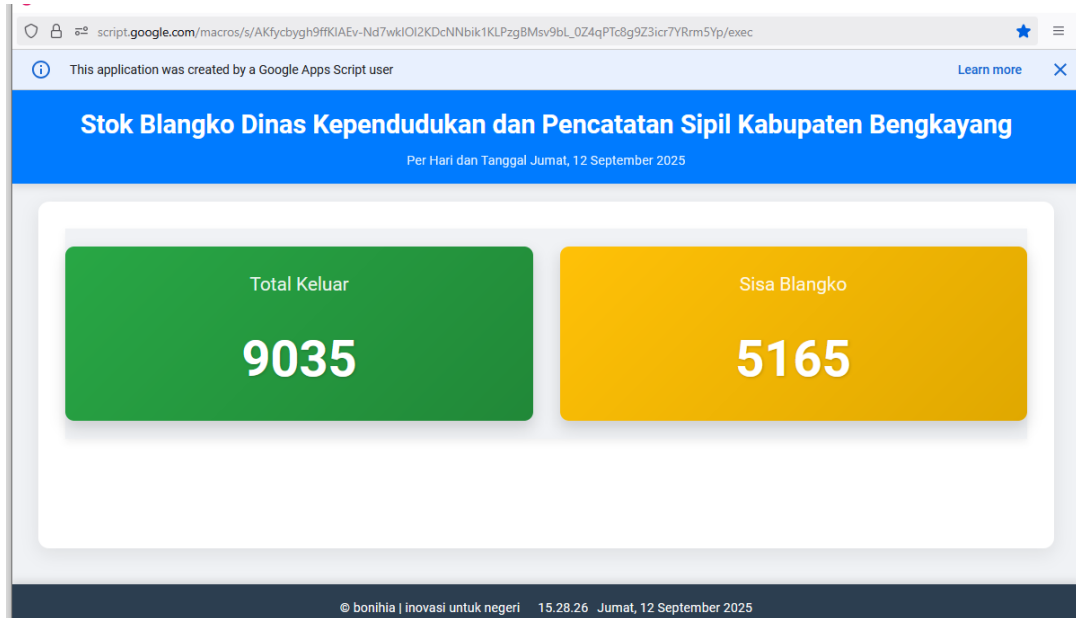 script.google.com/macros/s/AKfycbygh9ffKIAEv-Nd7wklOl2KDcNNbik1KLPzgBMsv9bL_0Z4qPTc8g9Z3icr7YRrm5Yp/exec
This application was created by a Google Apps Script user
Learn more
Stok Blangko Dinas Kependudukan dan Pencatatan Sipil Kabupaten Bengkayang
Per Hari dan Tanggal Jumat, 12 September 2025
Total Keluar
9035
Sisa Blangko
5165
© bonihia | inovasi untuk negeri 15.28.26 Jumat, 12 September 2025